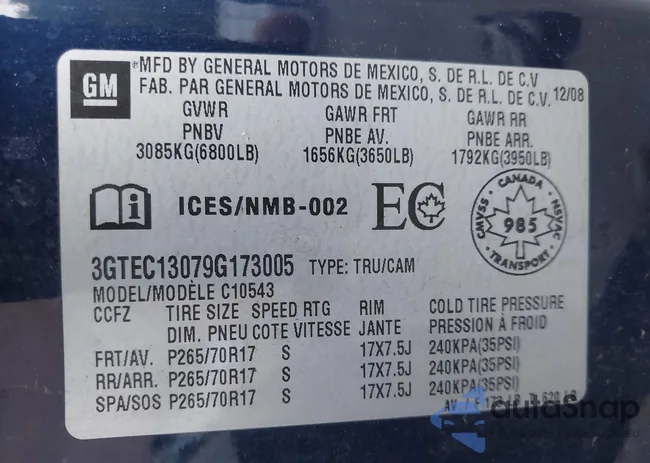 GM
MFD BY GENERAL MOTORS DE MEXICO, S. DE R.L. DE C.V
FAB. PAR GENERAL MOTORS DE MEXICO, S. DE R.L. DE C.V. 12/08
GVWR GAWR FRT GAWR RR
PNBV PNBE AV. PNBE ARR.
3085KG(6800LB) 1656KG(3650LB) 1792KG(3950LB)
ICES/NMB-002 EC
CANADA
CMVSS 985 NSVAC
TRANSPORT
3GTEC13079G173005 TYPE: TRU/CAM
MODEL/MODÈLE C10543
CCFZ TIRE SIZE SPEED RTG RIM COLD TIRE PRESSURE
DIM. PNEU COTE VITESSE JANTE PRESSION À FROID
FRT/AV. P265/70R17 S 17X7.5J 240KPA(35PSI)
RR/ARR. P265/70R17 S 17X7.5J 240KPA(35PSI)
SPA/SOS P265/70R17 S 17X7.5J 240KPA(35PSI)
autoSnap